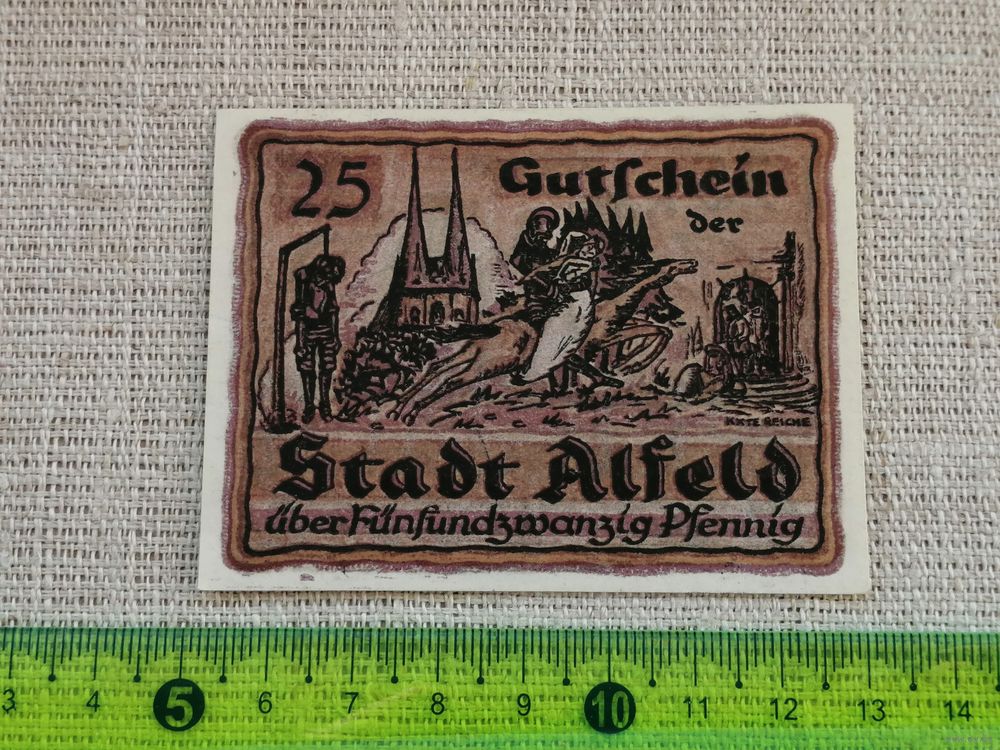 25
Gutschein
der
KÄTE REICHE
Stadt Alfeld
über Fünfundzwanzig Pfennig
3 4 5 6 7 8 9 10 11 12 13 14